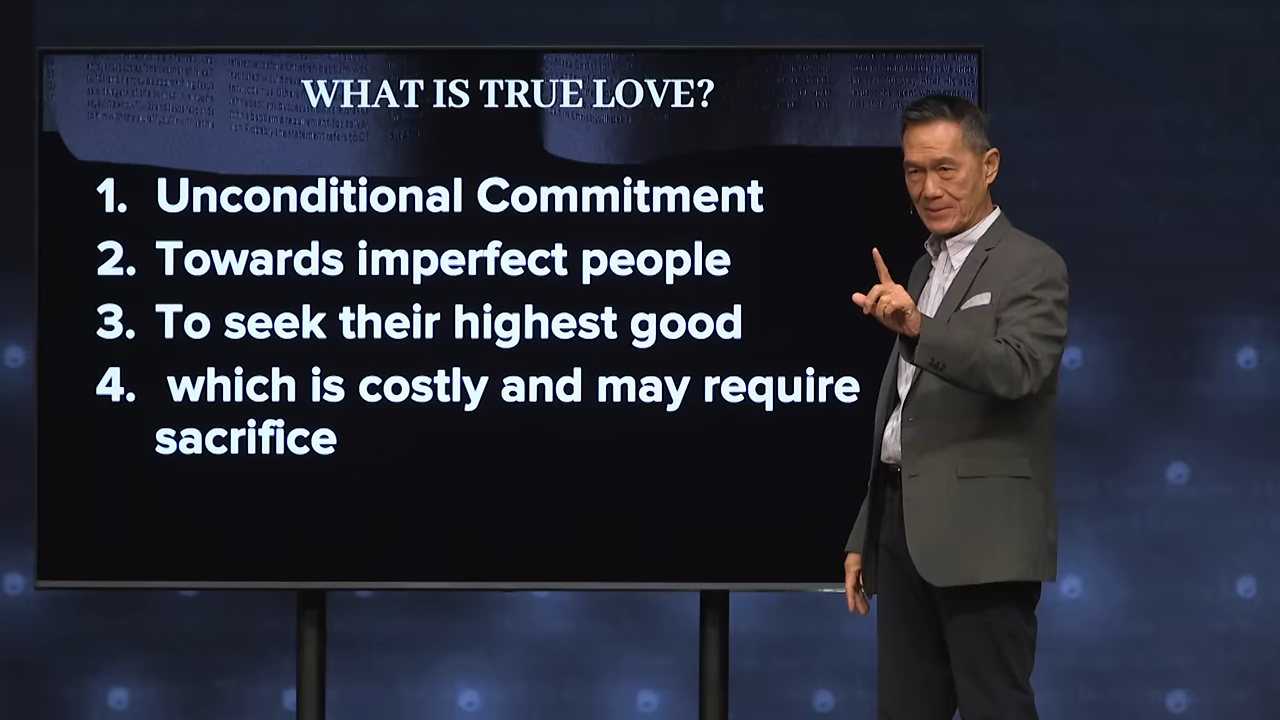 WHAT IS TRUE LOVE?
1. Unconditional Commitment
2. Towards imperfect people
3. To seek their highest good
4. which is costly and may require
sacrifice